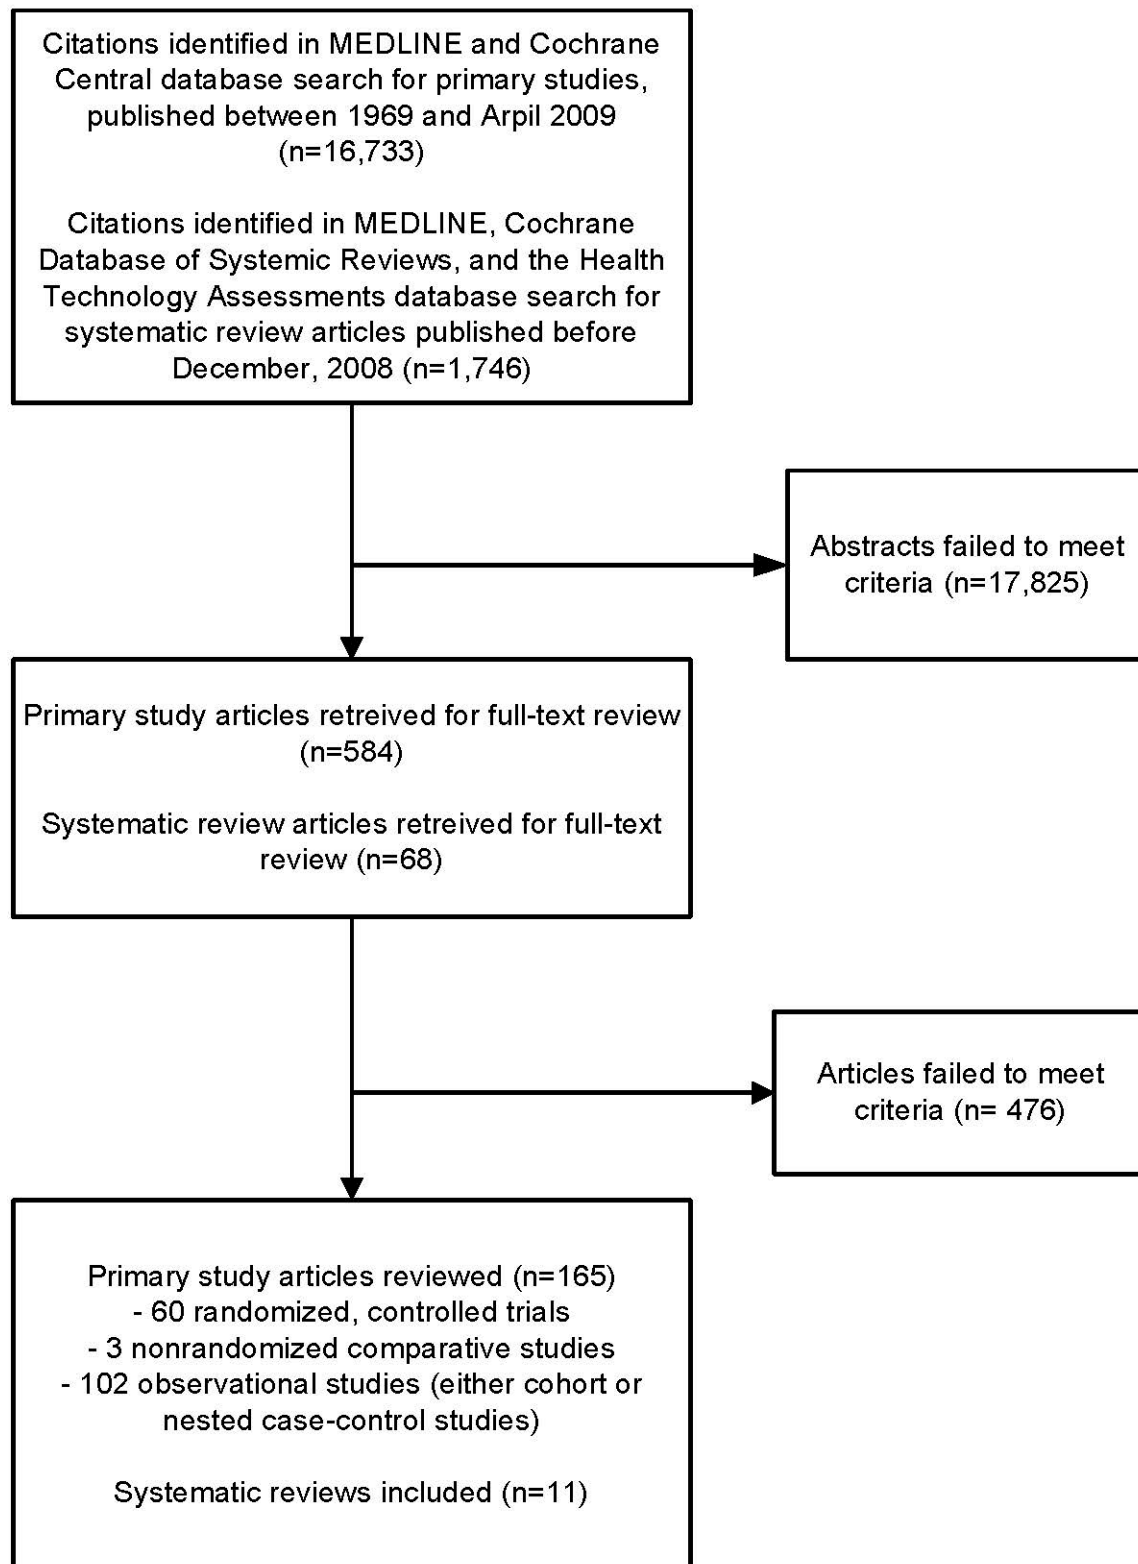 Citations identified in MEDLINE and Cochrane
Central database search for primary studies,
published between 1969 and Arpil 2009
(n=16,733)
Citations identified in MEDLINE, Cochrane
Database of Systemic Reviews, and the Health
Technology Assessments database search for
systematic review articles published before
December, 2008 (n=1,746)
Abstracts failed to meet
criteria (n=17,825)
Primary study articles retreived for full-text review
(n=584)
Systematic review articles retreived for full-text
review (n=68)
Articles failed to meet
criteria (n= 476)
Primary study articles reviewed (n=165)
- 60 randomized, controlled trials
- 3 nonrandomized comparative studies
- 102 observational studies (either cohort or
nested case-control studies)
Systematic reviews included (n=11)